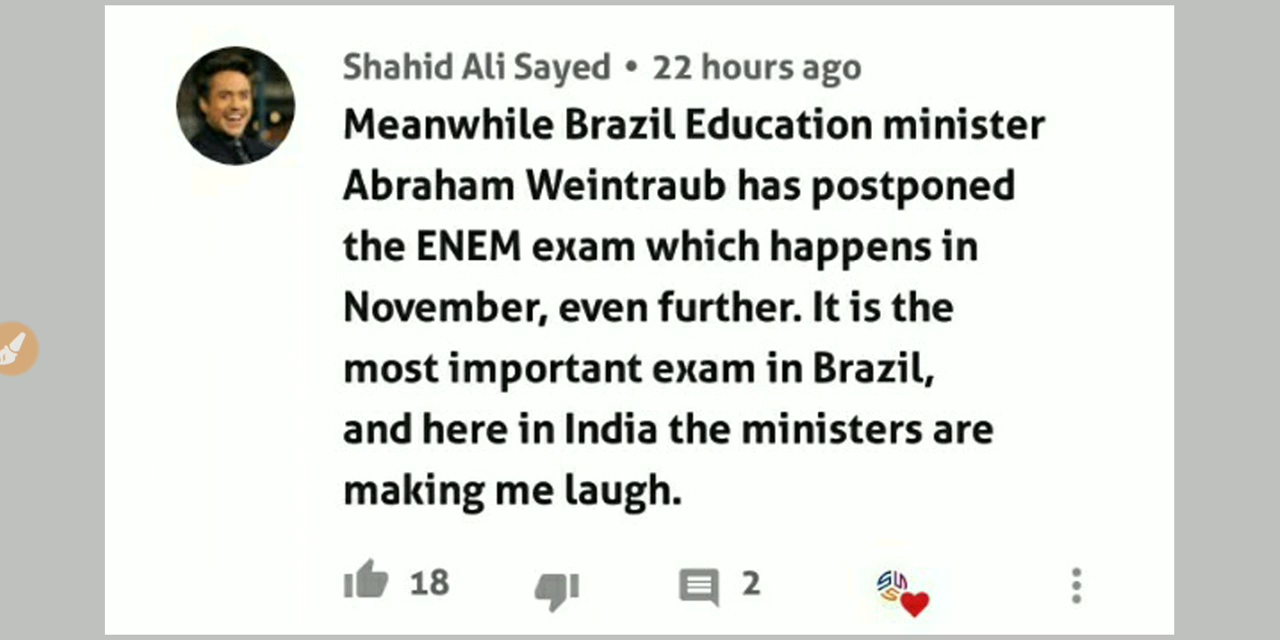 Shahid Ali Sayed • 22 hours ago
Meanwhile Brazil Education minister
Abraham Weintraub has postponed
the ENEM exam which happens in
November, even further. It is the
most important exam in Brazil,
and here in India the ministers are
making me laugh.
18 2